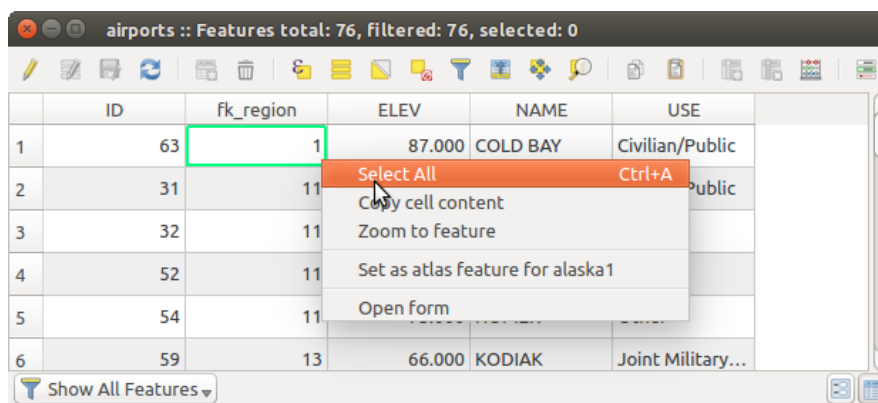 airports :: Features total: 76, filtered: 76, selected: 0
ID fk_region ELEV NAME USE
1 63 1 87.000 COLD BAY Civilian/Public
2 31 11 Public
3 32 11
4 52 11
5 54 11
6 59 13 66.000 KODIAK Joint Military...
Select All Ctrl+A
Copy cell content
Zoom to feature
Set as atlas feature for alaska1
Open form
Show All Features